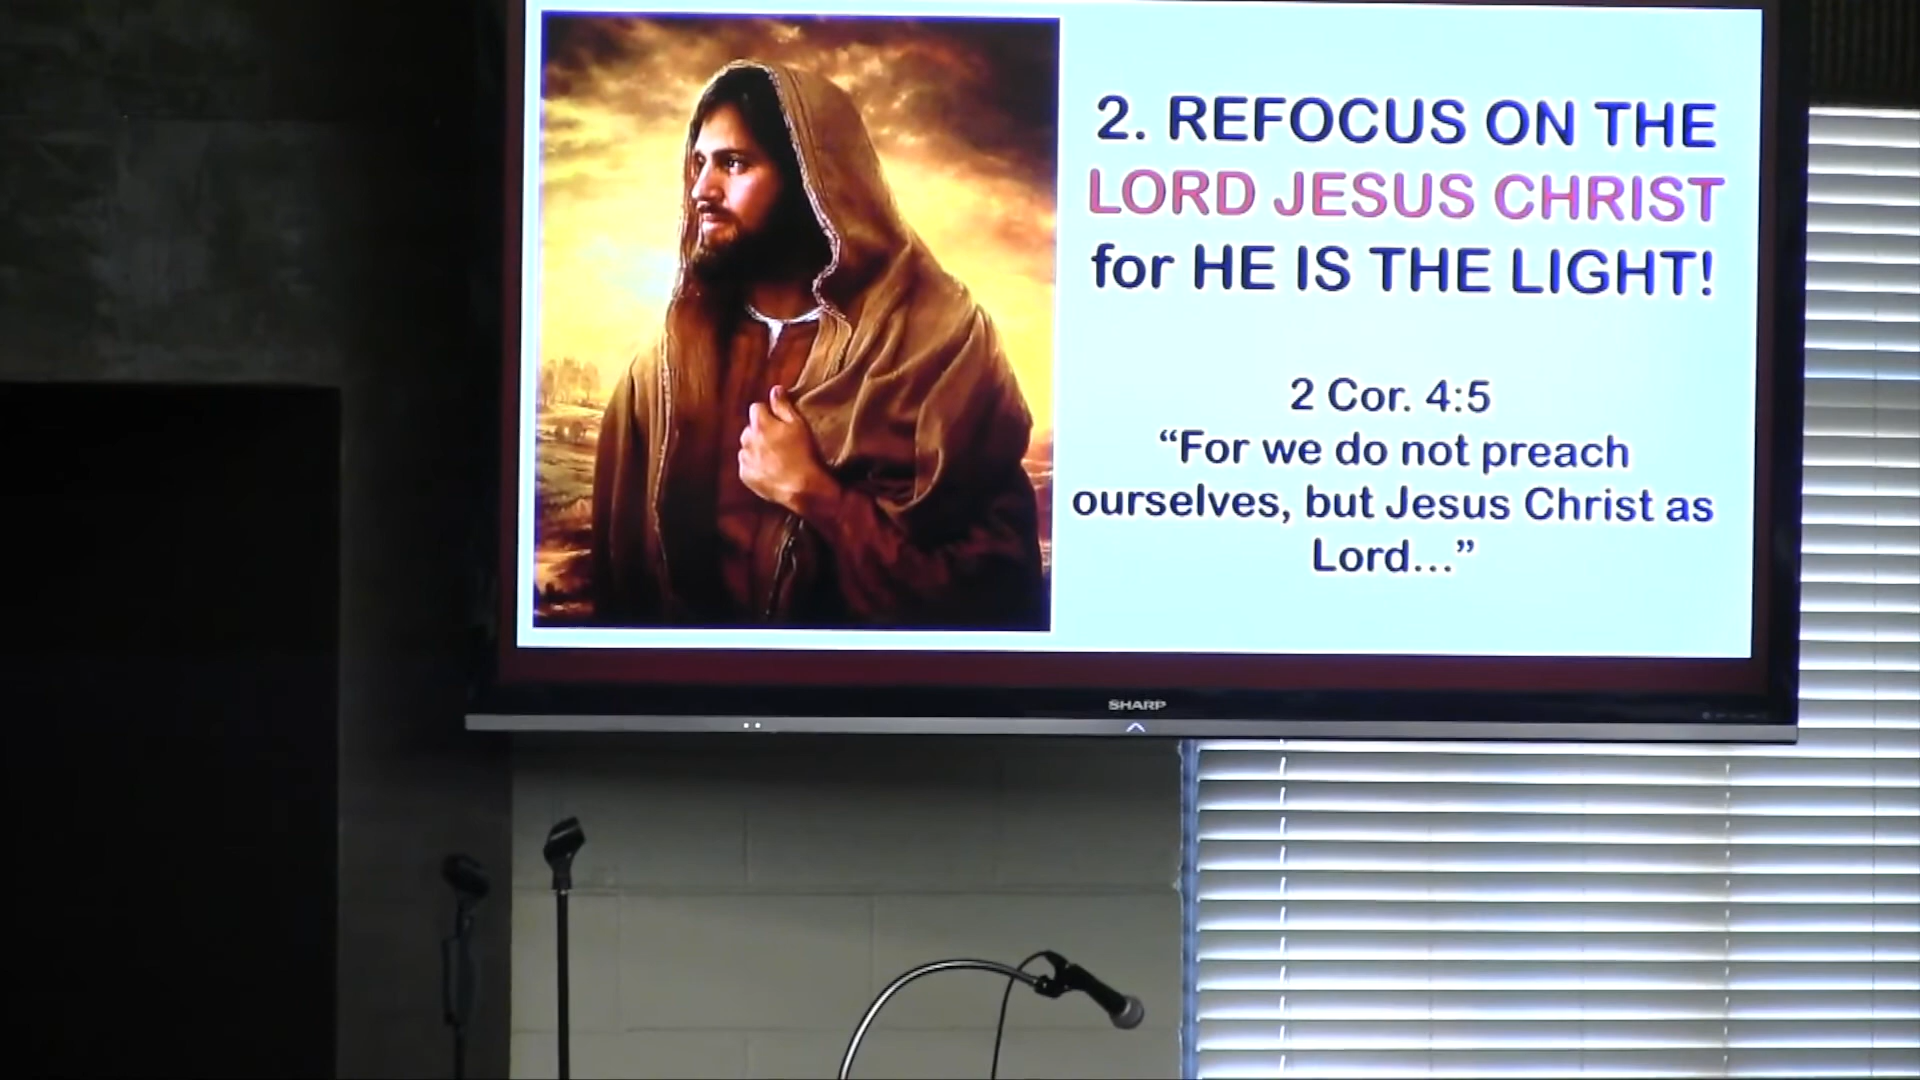 2. REFOCUS ON THE
LORD JESUS CHRIST
for HE IS THE LIGHT!
2 Cor. 4:5
“For we do not preach
ourselves, but Jesus Christ as
Lord...”
SHARP